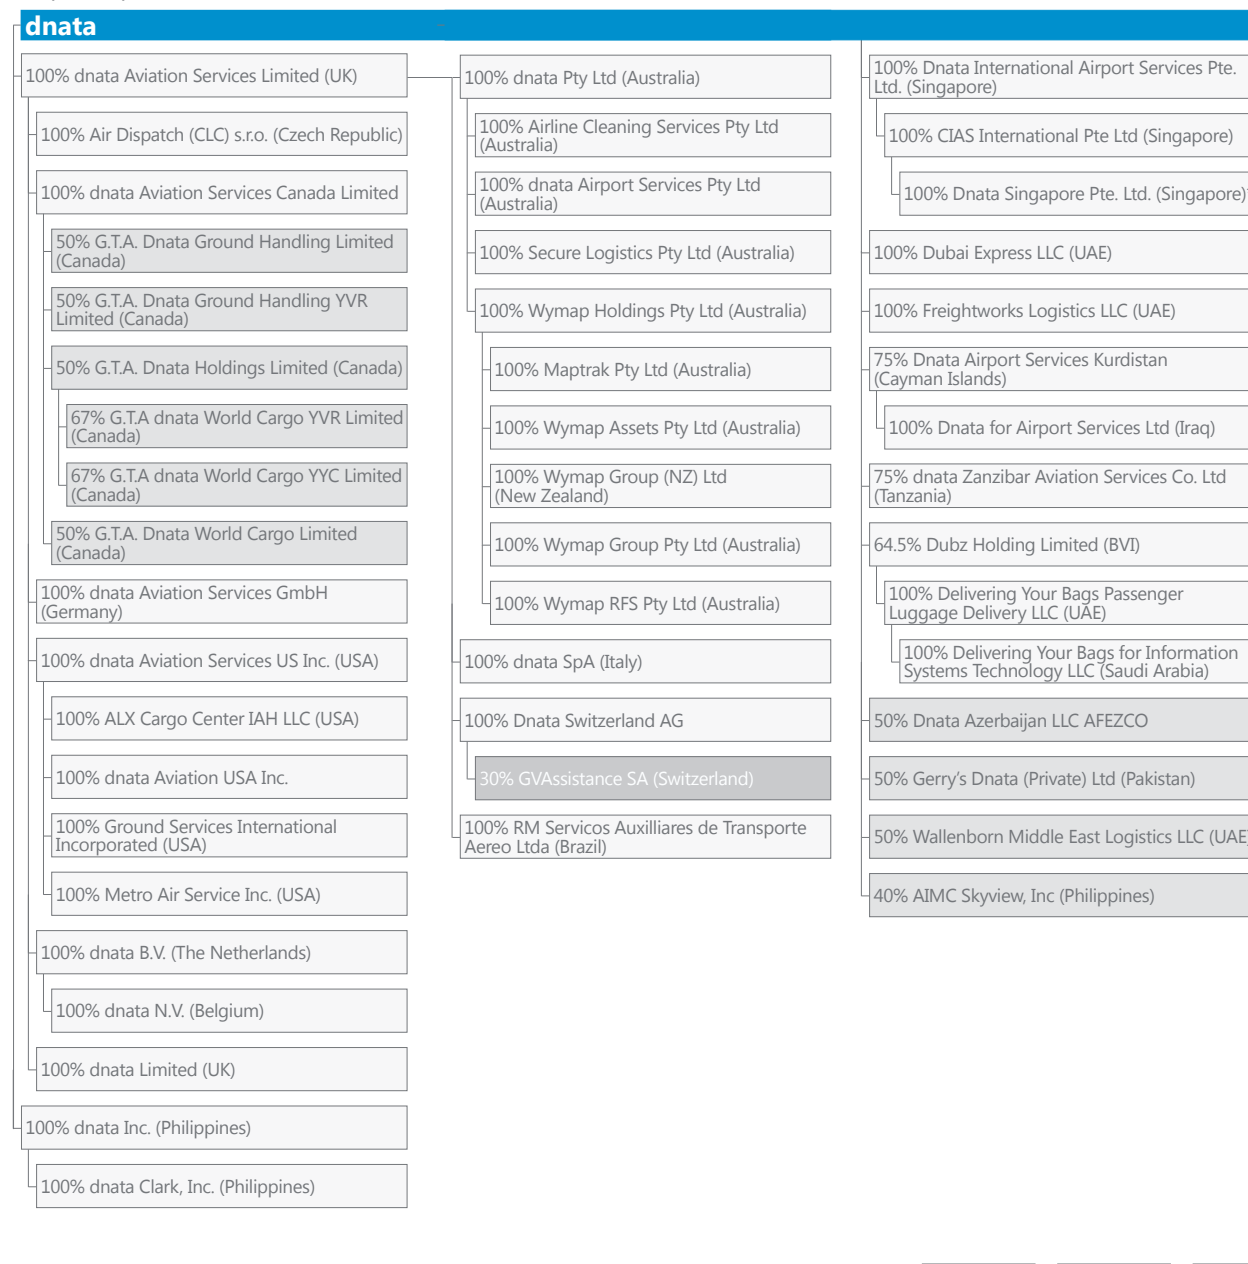 dnata
100% dnata Aviation Services Limited (UK)
100% Air Dispatch (CLC) s.r.o. (Czech Republic)
100% dnata Aviation Services Canada Limited
50% G.T.A. Dnata Ground Handling Limited
(Canada)
50% G.T.A. Dnata Ground Handling YVR
Limited (Canada)
50% G.T.A. Dnata Holdings Limited (Canada)
67% G.T.A dnata World Cargo YVR Limited
(Canada)
67% G.T.A dnata World Cargo YYC Limited
(Canada)
50% G.T.A. Dnata World Cargo Limited
(Canada)
100% dnata Aviation Services GmbH
(Germany)
100% dnata Aviation Services US Inc. (USA)
100% ALX Cargo Center IAH LLC (USA)
100% dnata Aviation USA Inc.
100% Ground Services International
Incorporated (USA)
100% Metro Air Service Inc. (USA)
100% dnata B.V. (The Netherlands)
100% dnata N.V. (Belgium)
100% dnata Limited (UK)
100% dnata Inc. (Philippines)
100% dnata Clark, Inc. (Philippines)
100% dnata Pty Ltd (Australia)
100% Airline Cleaning Services Pty Ltd
(Australia)
100% dnata Airport Services Pty Ltd
(Australia)
100% Secure Logistics Pty Ltd (Australia)
100% Wymap Holdings Pty Ltd (Australia)
100% Maptrak Pty Ltd (Australia)
100% Wymap Assets Pty Ltd (Australia)
100% Wymap Group (NZ) Ltd
(New Zealand)
100% Wymap Group Pty Ltd (Australia)
100% Wymap RFS Pty Ltd (Australia)
100% dnata SpA (Italy)
100% Dnata Switzerland AG
30% GVAssistance SA (Switzerland)
100% RM Servicos Auxilliares de Transporte
Aereo Ltda (Brazil)
100% Dnata International Airport Services Pte.
Ltd. (Singapore)
100% CIAS International Pte Ltd (Singapore)
100% Dnata Singapore Pte. Ltd. (Singapore)
100% Dubai Express LLC (UAE)
100% Freightworks Logistics LLC (UAE)
75% Dnata Airport Services Kurdistan
(Cayman Islands)
100% Dnata for Airport Services Ltd (Iraq)
75% dnata Zanzibar Aviation Services Co. Ltd
(Tanzania)
64.5% Dubz Holding Limited (BVI)
100% Delivering Your Bags Passenger
Luggage Delivery LLC (UAE)
100% Delivering Your Bags for Information
Systems Technology LLC (Saudi Arabia)
50% Dnata Azerbaijan LLC AFEZCO
50% Gerry's Dnata (Private) Ltd (Pakistan)
50% Wallenborn Middle East Logistics LLC (UAE)
40% AIMC Skyview, Inc (Philippines)